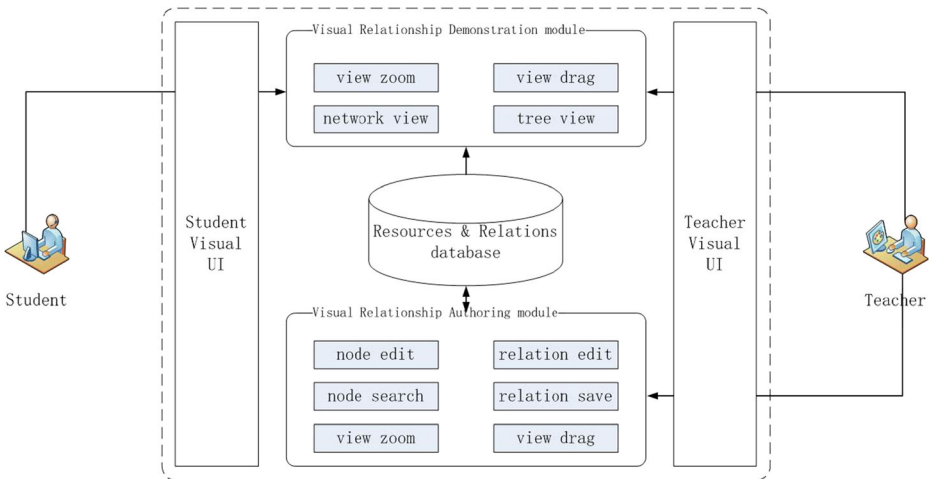 Visual Relationship Demonstration module
view zoom
view drag
network view
tree view
Student
Visual
UI
Resources & Relations
database
Teacher
Visual
UI
Student
Teacher
Visual Relationship Authoring module
node edit
relation edit
node search
relation save
view zoom
view drag